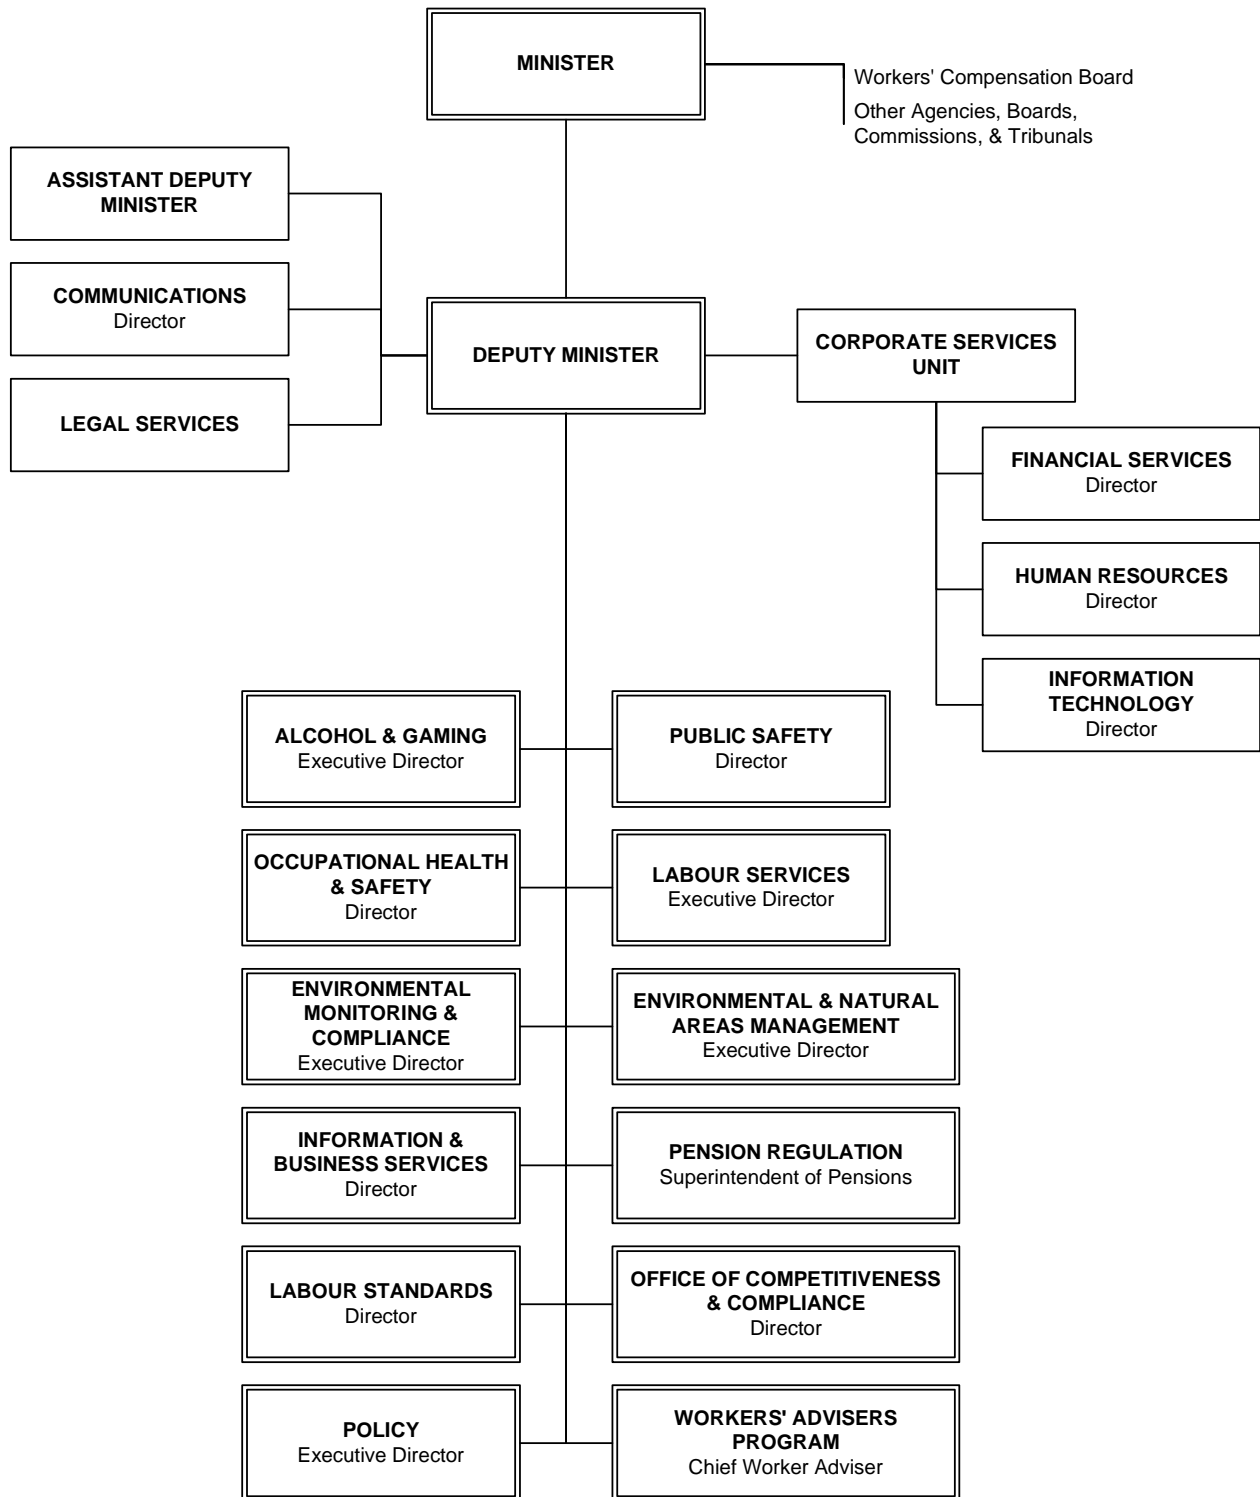 MINISTER
Workers' Compensation Board
Other Agencies, Boards,
Commissions, & Tribunals
ASSISTANT DEPUTY
MINISTER
COMMUNICATIONS
Director
LEGAL SERVICES
DEPUTY MINISTER
CORPORATE SERVICES
UNIT
FINANCIAL SERVICES
Director
HUMAN RESOURCES
Director
INFORMATION
TECHNOLOGY
Director
ALCOHOL & GAMING
Executive Director
PUBLIC SAFETY
Director
OCCUPATIONAL HEALTH
& SAFETY
Director
LABOUR SERVICES
Executive Director
ENVIRONMENTAL
MONITORING &
COMPLIANCE
Executive Director
ENVIRONMENTAL & NATURAL
AREAS MANAGEMENT
Executive Director
INFORMATION &
BUSINESS SERVICES
Director
PENSION REGULATION
Superintendent of Pensions
LABOUR STANDARDS
Director
OFFICE OF COMPETITIVENESS
& COMPLIANCE
Director
POLICY
Executive Director
WORKERS' ADVISERS
PROGRAM
Chief Worker Adviser